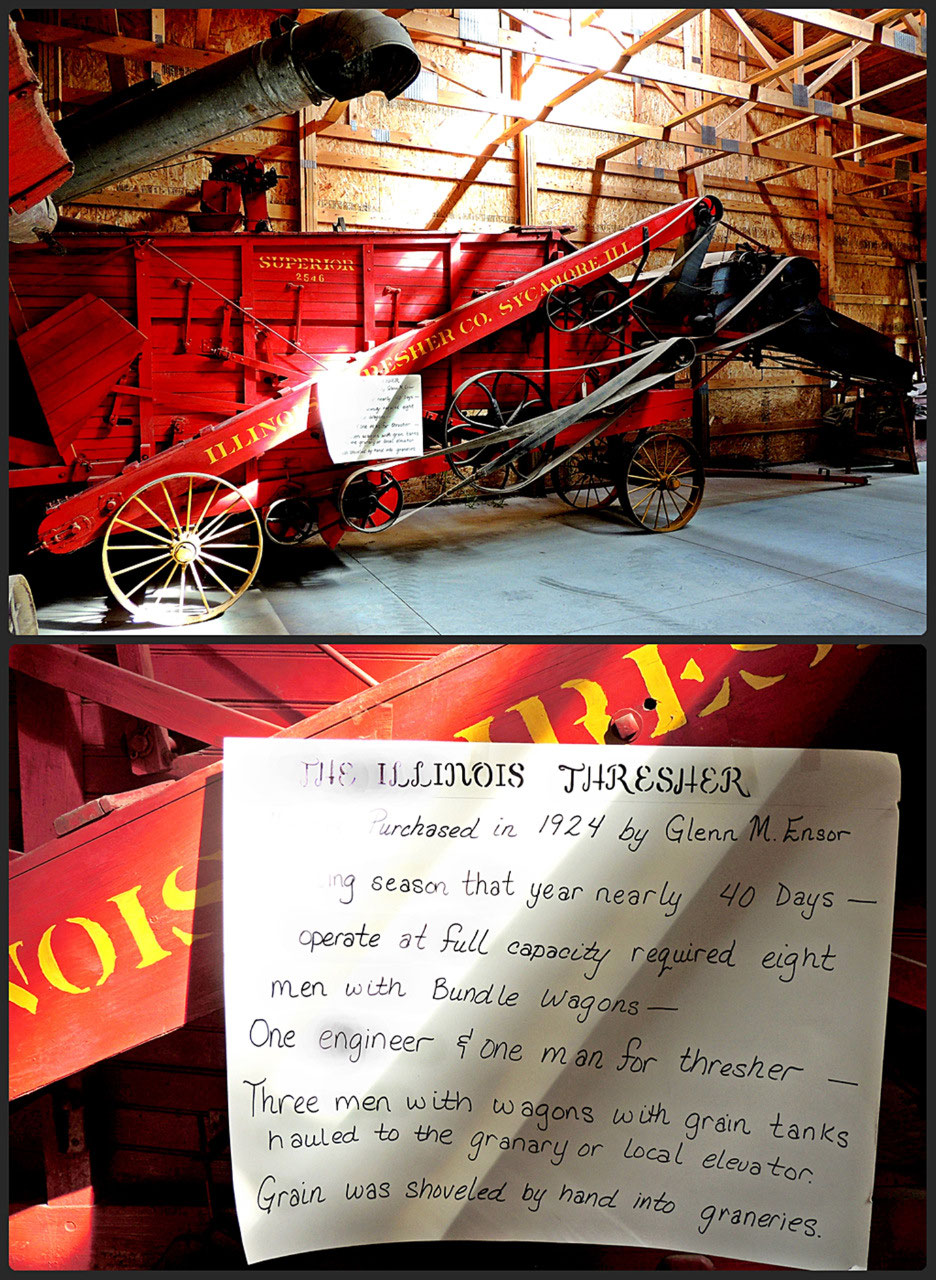 SUPERIOR
2546
ILLINO RESHER CO. SYCAMORE ILL.
NOIS RES
THE ILLINOIS THRESHER
Purchased in 1924 by Glenn M. Ensor
ing season that year nearly 40 Days —
operate at full capacity required eight
men with Bundle Wagons —
One engineer & one man for thresher —
Three men with wagons with grain tanks
hauled to the granary or local elevator.
Grain was shoveled by hand into graneries.